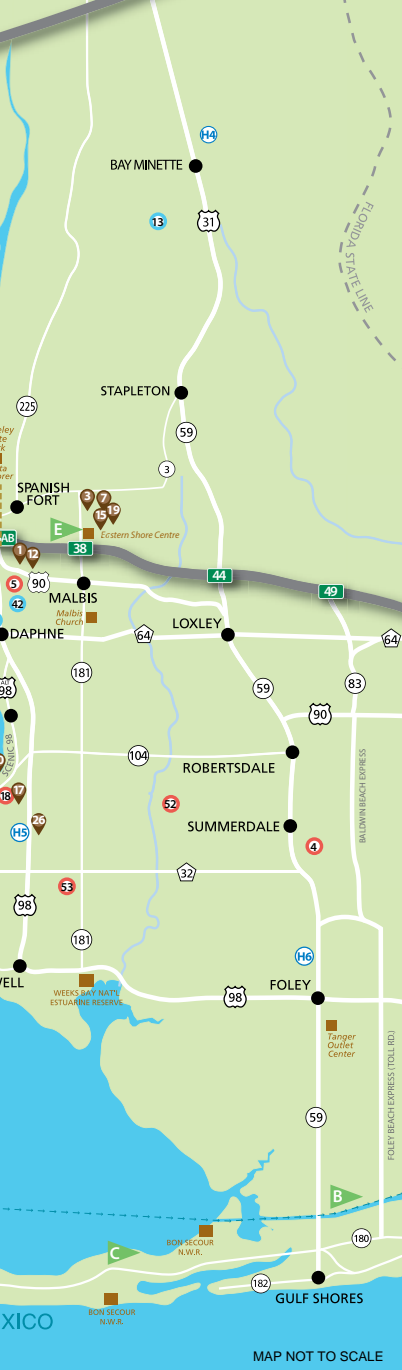 H4
BAY MINETTE
13
31
FLORIDA STATE LINE
STAPLETON
225
59
3
SPANISH
FORT
3
7
15
19
E
Eastern Shore Centre
AB
38
1
12
5
90
44
49
42
MALBIS
Malbis
Church
DAPHNE
64
LOXLEY
64
181
ALT
98
59
83
90
SCENIC 98
104
ROBERTSDALE
BALDWIN BEACH EXPRESS
18
17
52
26
H5
SUMMERDALE
4
32
53
98
181
H6
WEEKS BAY NAT'L
ESTUARINE RESERVE
98
FOLEY
Tanger
Outlet
Center
FOLEY BEACH EXPRESS (TOLL RD.)
59
B
BON SECOUR
N.W.R.
C
180
182
GULF SHORES
BON SECOUR
N.W.R.
XICO
MAP NOT TO SCALE